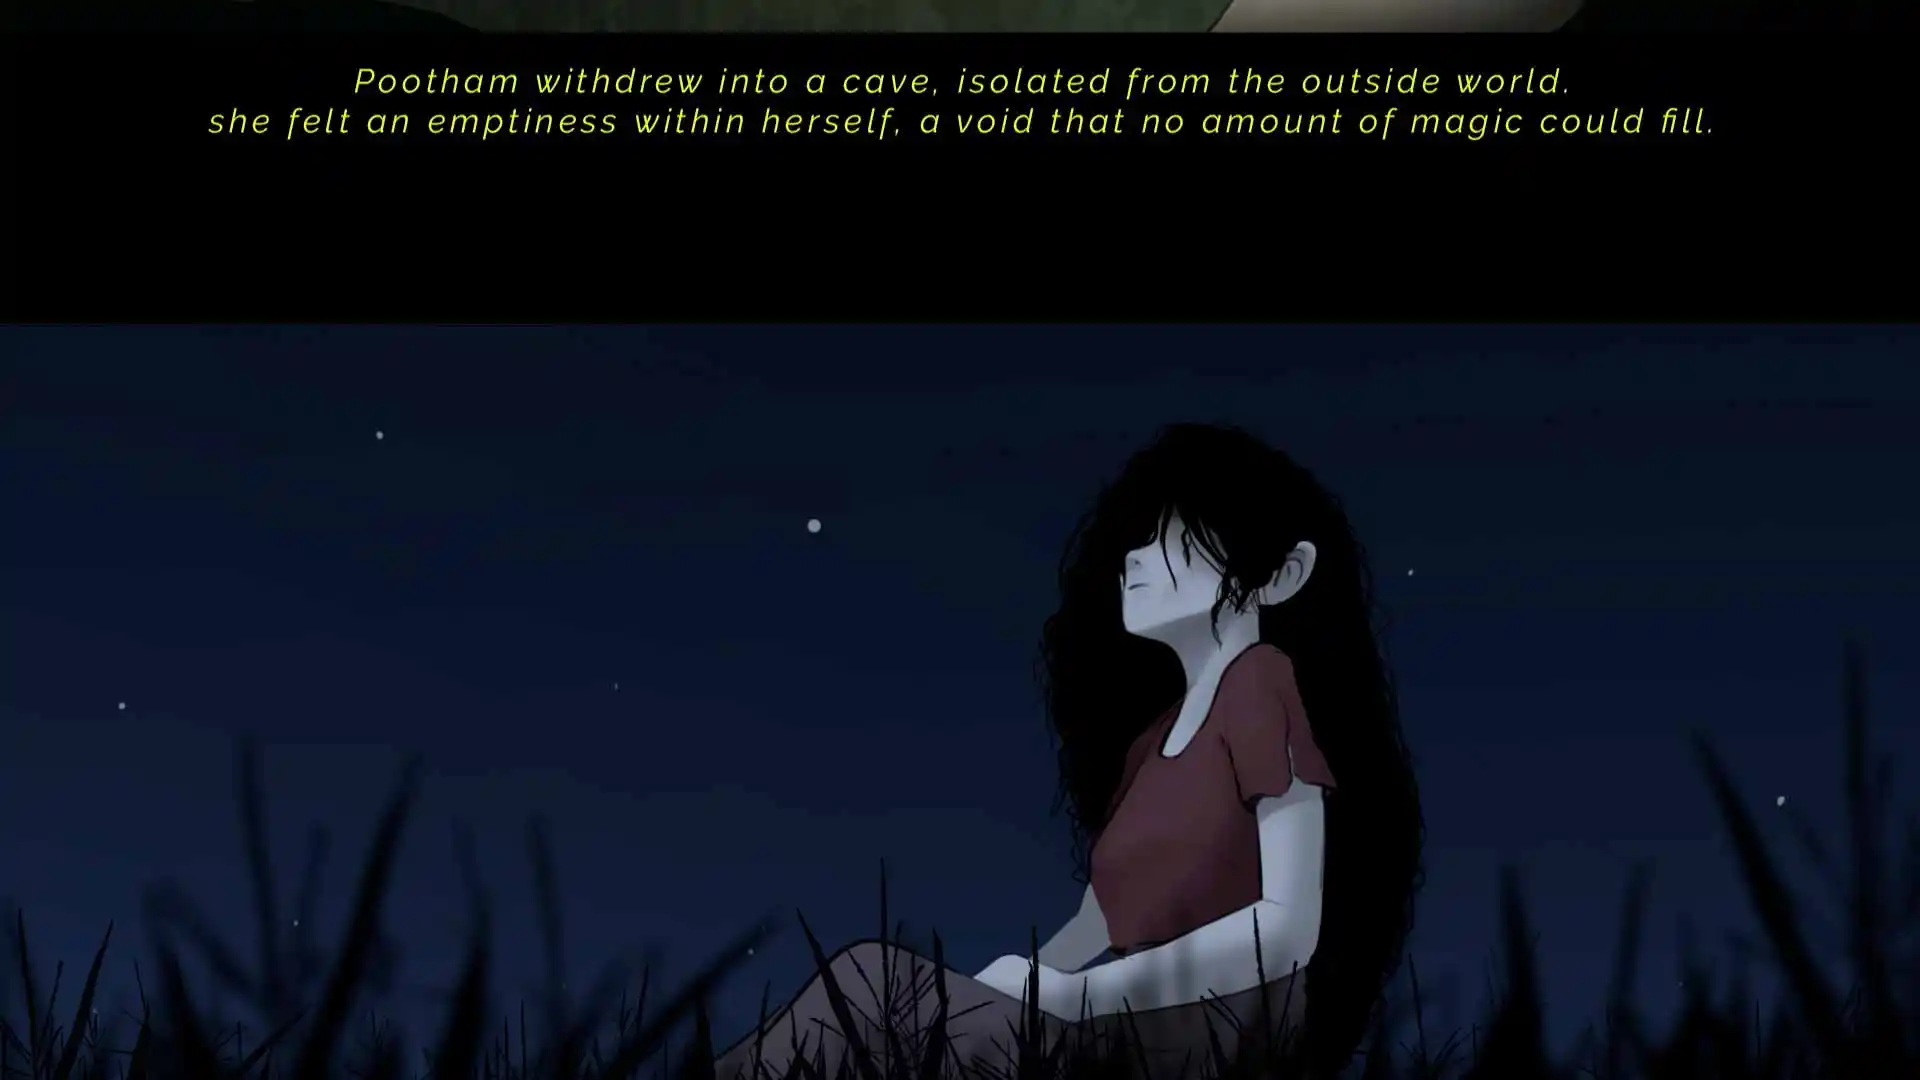 Pootham withdrew into a cave, isolated from the outside world.
she felt an emptiness within herself, a void that no amount of magic could fill.